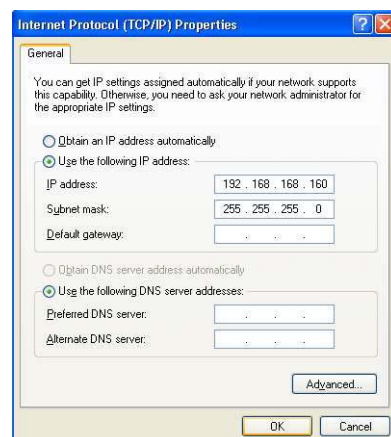 Internet Protocol (TCP/IP) Properties
General
You can get IP settings assigned automatically if your network supports
this capability. Otherwise, you need to ask your network administrator for
the appropriate IP settings.
Obtain an IP address automatically
Use the following IP address:
IP address: 192 . 168 . 168 . 160
Subnet mask: 255 . 255 . 255 . 0
Default gateway: . . .
Obtain DNS server address automatically
Use the following DNS server addresses:
Preferred DNS server: . . .
Alternate DNS server: . . .
Advanced...
OK Cancel